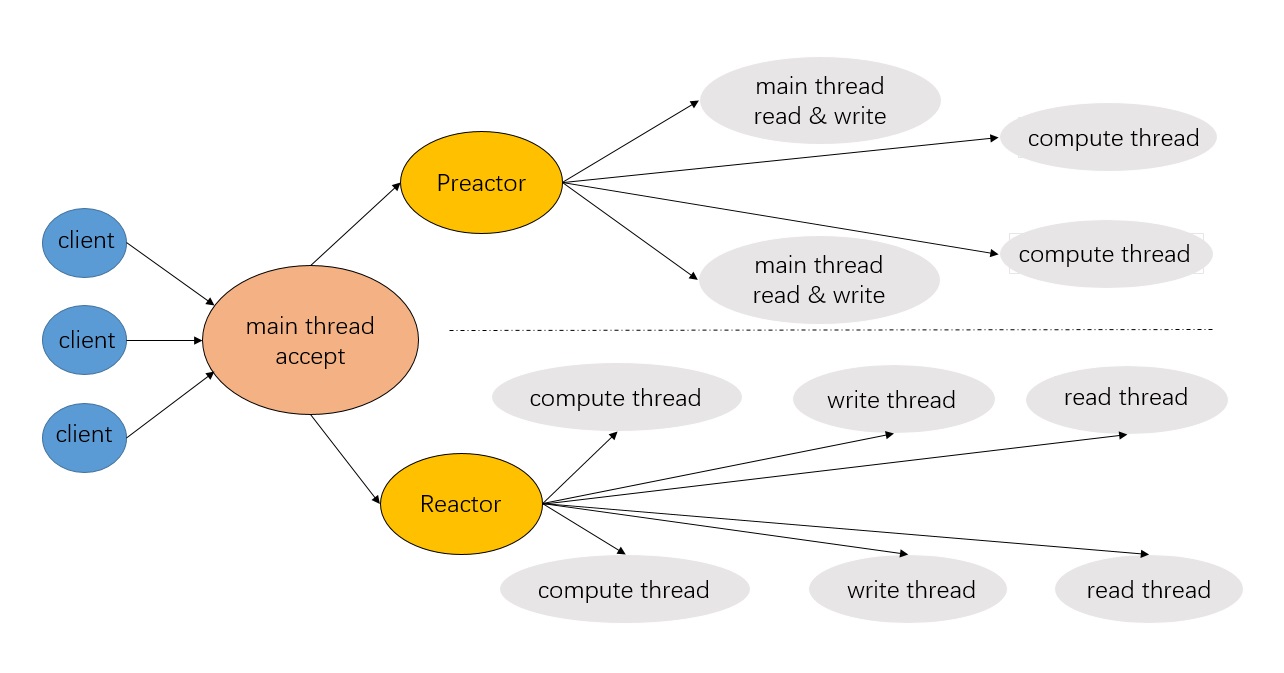 client
client
client
main thread
accept
Preactor
main thread
read & write
compute thread
compute thread
main thread
read & write
Reactor
compute thread
write thread
read thread
compute thread
write thread
read thread